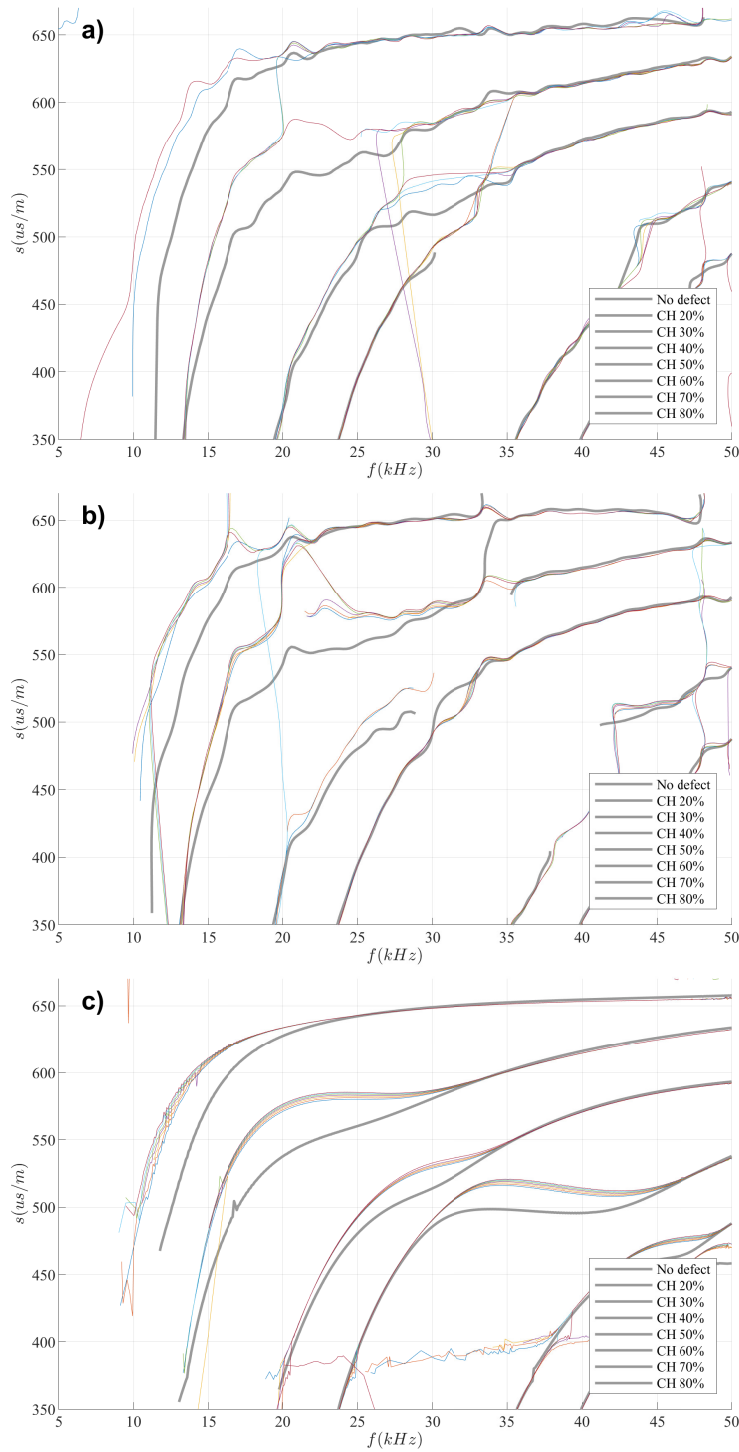 a)
650
600
550
500
450
400
350
s(us/m)
5 10 15 20 25 30 35 40 45 50
f(kHz)
No defect
CH 20%
CH 30%
CH 40%
CH 50%
CH 60%
CH 70%
CH 80%
b)
650
600
550
500
450
400
350
s(us/m)
5 10 15 20 25 30 35 40 45 50
f(kHz)
No defect
CH 20%
CH 30%
CH 40%
CH 50%
CH 60%
CH 70%
CH 80%
c)
650
600
550
500
450
400
350
s(us/m)
5 10 15 20 25 30 35 40 45 50
f(kHz)
No defect
CH 20%
CH 30%
CH 40%
CH 50%
CH 60%
CH 70%
CH 80%